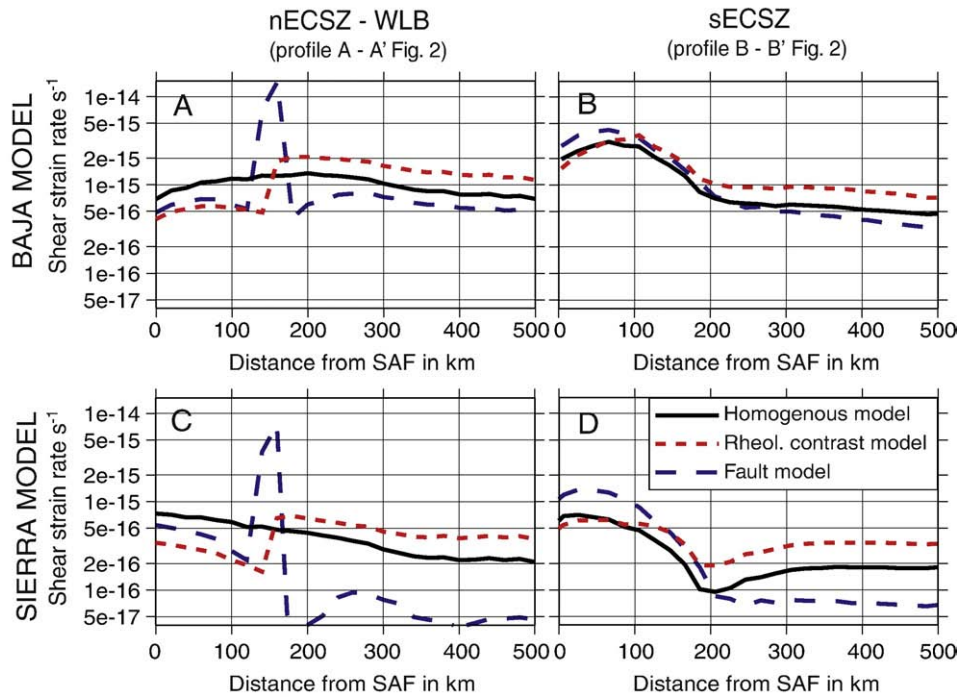 nECSZ - WLB
(profile A - A' Fig. 2)
sECSZ
(profile B - B' Fig. 2)
BAJA MODEL
Shear strain rate s-1
1e-14
5e-15
2e-15
1e-15
5e-16
2e-16
1e-16
5e-17
A
B
0 100 200 300 400 500
0 100 200 300 400 500
Distance from SAF in km
Distance from SAF in km
SIERRA MODEL
Shear strain rate s-1
1e-14
5e-15
2e-15
1e-15
5e-16
2e-16
1e-16
5e-17
C
D
Homogenous model
Rheol. contrast model
Fault model
0 100 200 300 400 500
0 100 200 300 400 500
Distance from SAF in km
Distance from SAF in km